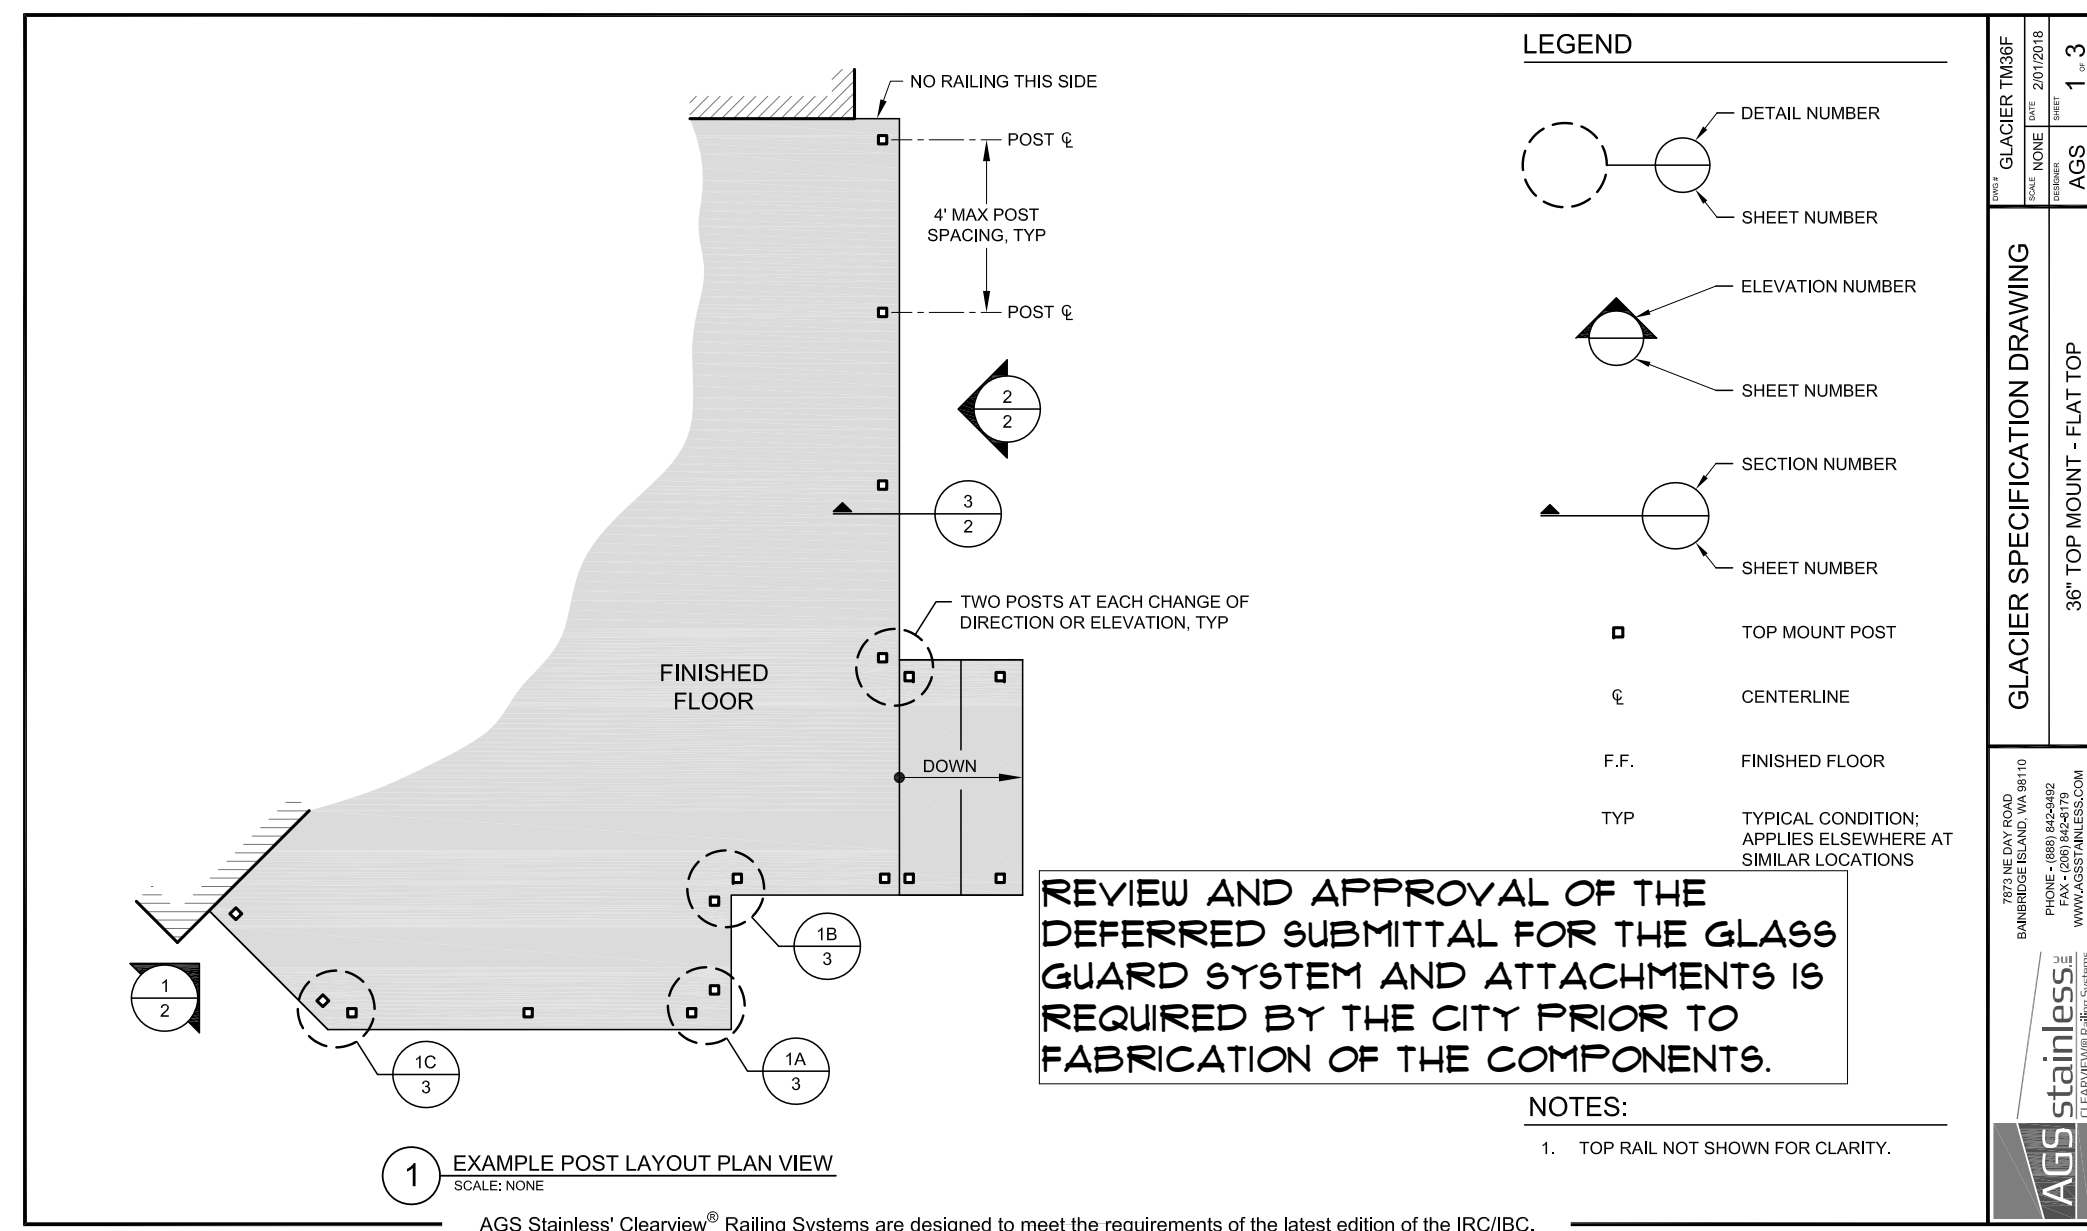 NO RAILING THIS SIDE
POST ℄
4' MAX POST
SPACING, TYP
POST ℄
2
2
3
2
TWO POSTS AT EACH CHANGE OF
DIRECTION OR ELEVATION, TYP
FINISHED
FLOOR
DOWN
1B
3
1
2
1C
3
1A
3
1
EXAMPLE POST LAYOUT PLAN VIEW
SCALE: NONE
LEGEND
DETAIL NUMBER
SHEET NUMBER
ELEVATION NUMBER
SHEET NUMBER
SECTION NUMBER
SHEET NUMBER
TOP MOUNT POST
℄ CENTERLINE
F.F. FINISHED FLOOR
TYP TYPICAL CONDITION;
APPLIES ELSEWHERE AT
SIMILAR LOCATIONS
REVIEW AND APPROVAL OF THE
DEFERRED SUBMITTAL FOR THE GLASS
GUARD SYSTEM AND ATTACHMENTS IS
REQUIRED BY THE CITY PRIOR TO
FABRICATION OF THE COMPONENTS.
NOTES:
1. TOP RAIL NOT SHOWN FOR CLARITY.
AGS Stainless' Clearview® Railing Systems are designed to meet the requirements of the latest edition of the IRC/IBC.
DWG # GLACIER TM36F
SCALE NONE DATE 2/01/2018
DESIGNER AGS SHEET 1 OF 3
GLACIER SPECIFICATION DRAWING
36" TOP MOUNT - FLAT TOP
7873 NE DAY ROAD
BAINBRIDGE ISLAND, WA 98110
PHONE - (888) 842-9492
FAX - (206) 842-8179
WWW.AGSSTAINLESS.COM
AGS stainless
CLEARVIEW® Railing Systems